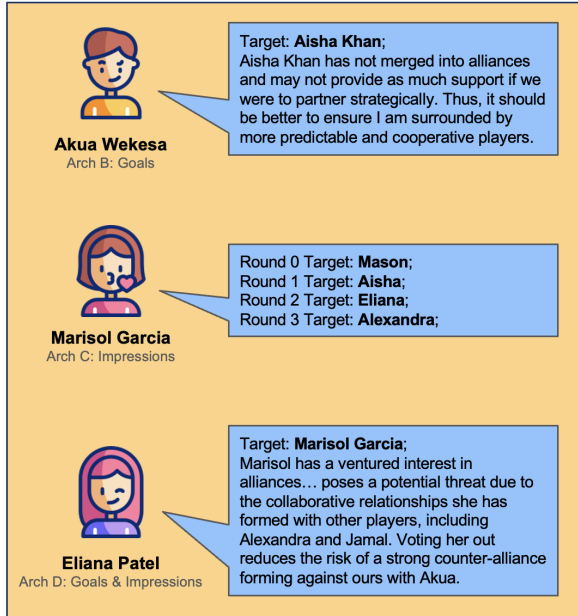 Target: Aisha Khan;
Aisha Khan has not merged into alliances
and may not provide as much support if we
were to partner strategically. Thus, it should
be better to ensure I am surrounded by
more predictable and cooperative players.
Akua Wekesa
Arch B: Goals
Round 0 Target: Mason;
Round 1 Target: Aisha;
Round 2 Target: Eliana;
Round 3 Target: Alexandra;
Marisol Garcia
Arch C: Impressions
Target: Marisol Garcia;
Marisol has a ventured interest in
alliances… poses a potential threat due to
the collaborative relationships she has
formed with other players, including
Alexandra and Jamal. Voting her out
reduces the risk of a strong counter-alliance
forming against ours with Akua.
Eliana Patel
Arch D: Goals & Impressions